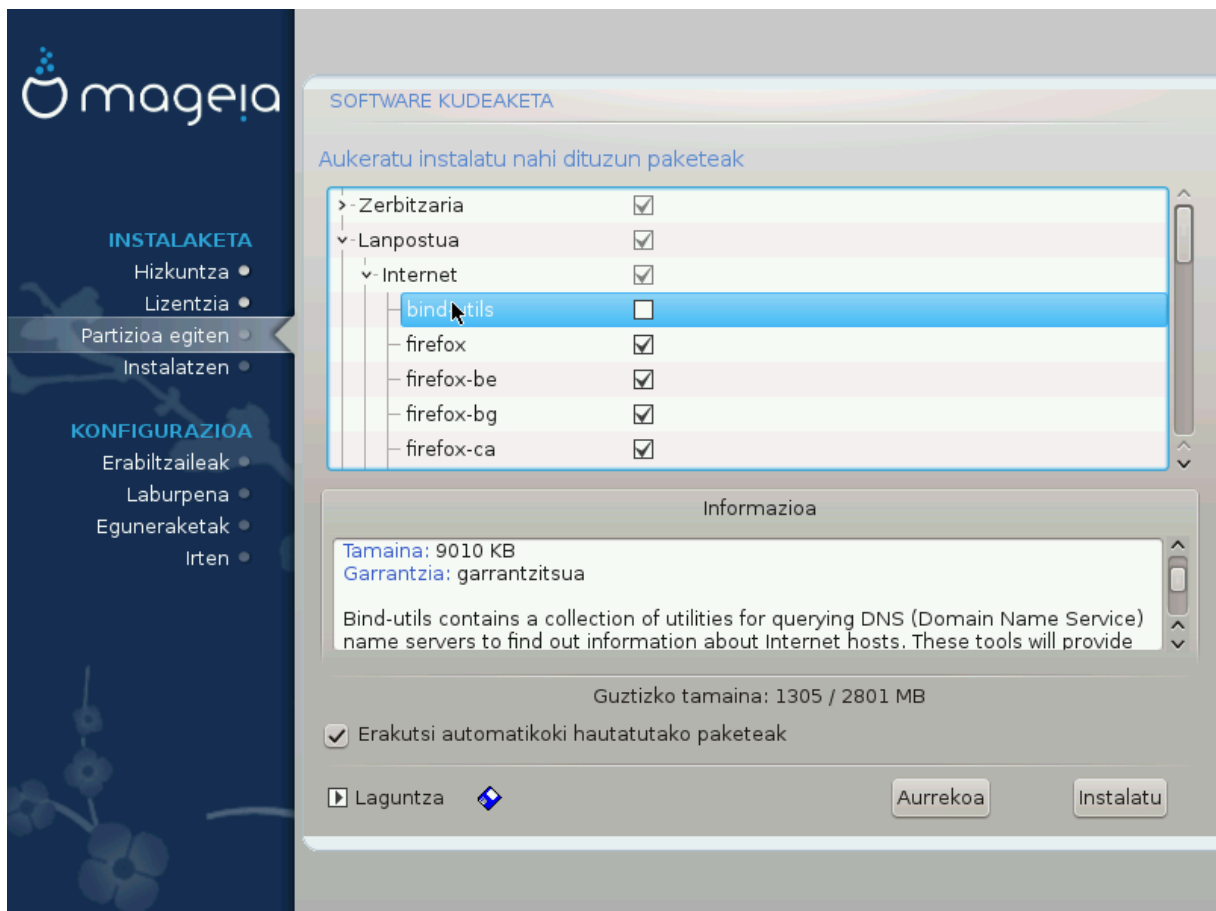 mageia
INSTALAKETA
Hizkuntza
Lizentzia
Partizioa egiten
Instalatzen
KONFIGURAZIOA
Erabiltzaileak
Laburpena
Eguneraketak
Irten
SOFTWARE KUDEAKETA
Aukeratu instalatu nahi dituzun paketeak
Zerbitzaria
Lanpostua
Internet
bind-utils
firefox
firefox-be
firefox-bg
firefox-ca
Informazioa
Tamaina: 9010 KB
Garrantzia: garrantzitsua
Bind-utils contains a collection of utilities for querying DNS (Domain Name Service)
name servers to find out information about Internet hosts. These tools will provide
Guztizko tamaina: 1305 / 2801 MB
Erakutsi automatikoki hautatutako paketeak
Laguntza
Aurrekoa
Instalatu